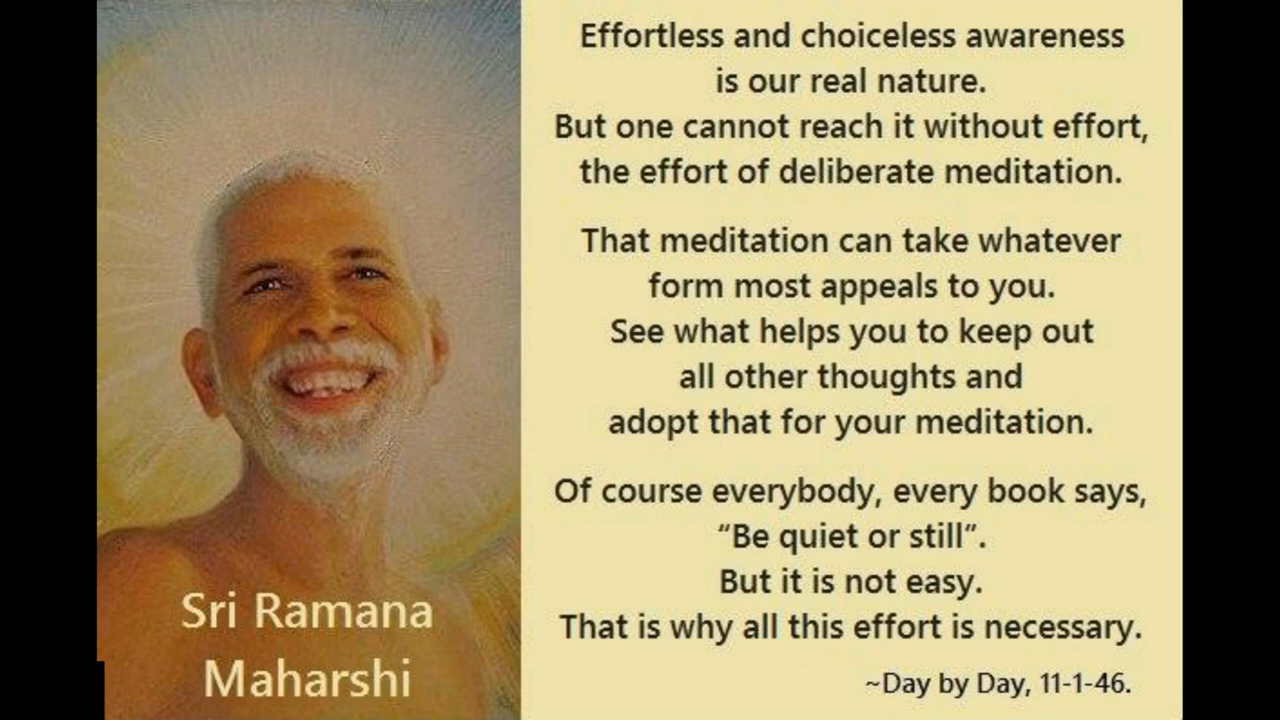 Effortless and choiceless awareness
is our real nature.
But one cannot reach it without effort,
the effort of deliberate meditation.
That meditation can take whatever
form most appeals to you.
See what helps you to keep out
all other thoughts and
adopt that for your meditation.
Of course everybody, every book says,
“Be quiet or still”.
But it is not easy.
That is why all this effort is necessary.
~Day by Day, 11-1-46.
Sri Ramana
Maharshi